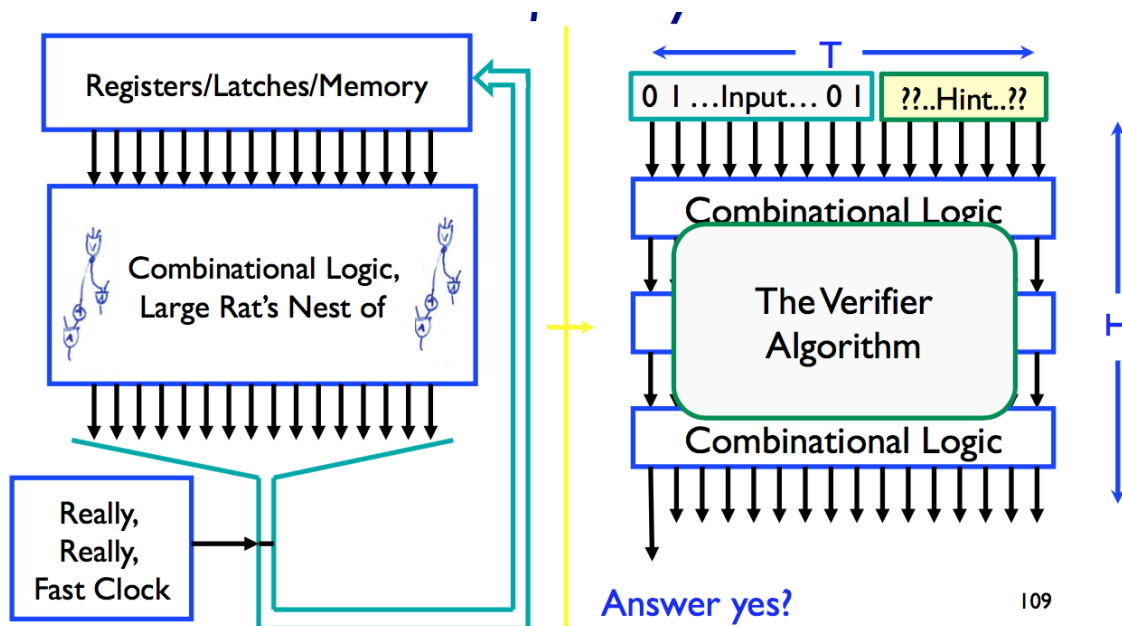 Registers/Latches/Memory
Combinational Logic,
Large Rat's Nest of
Really,
Really,
Fast Clock
T
0 1 ...Input... 0 1
??..Hint..??
Combinational Logic
The Verifier
Algorithm
T
Combinational Logic
Answer yes?
109